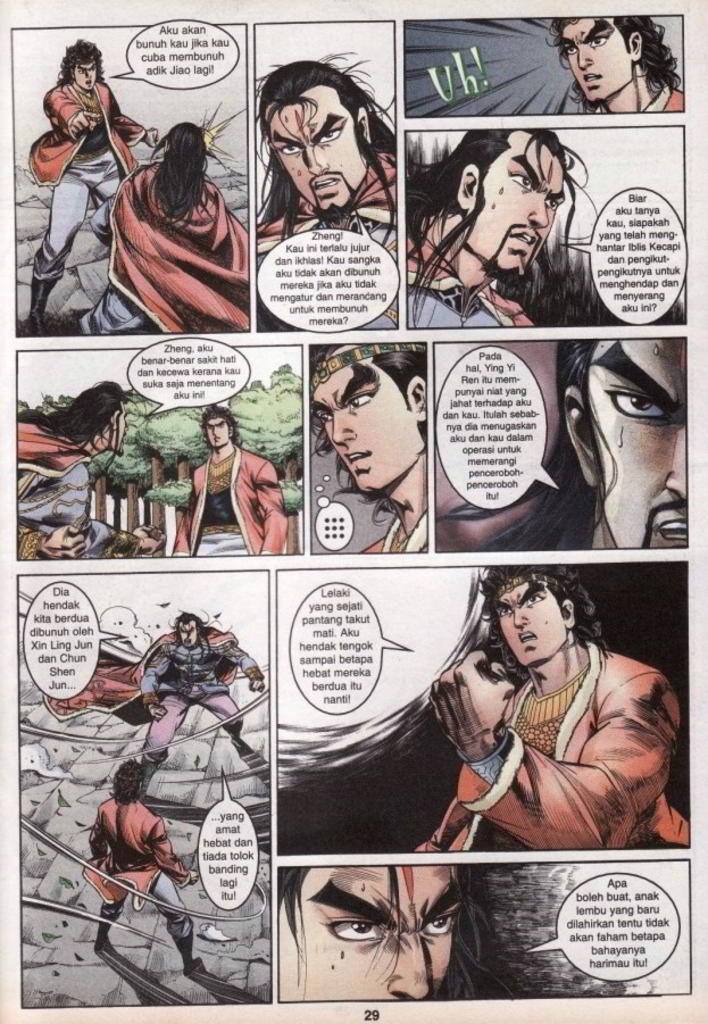 Aku akan
bunuh kau jika kau
cuba membunuh
adik Jiao lagi!
Zheng!
Kau ini terlalu jujur
dan ikhlas! Kau sangka
aku tidak akan dibunuh
jika aku tidak
mengatur dan merancang
untuk membunuh
mereka?
Uh!
Biar
aku tanya
kau, siapakah
yang telah meng-
hantar Iblis Kecapi
dan pengikut-
pengikutnya untuk
menghendap dan
menyerang
aku ini?
Zheng, aku
benar-benar sakit hati
dan kecewa kerana kau
suka saja menentang
aku ini!
Pada
hal, Ying Yi
Ren itu mem-
punyai niat yang
jahat terhadap aku
dan kau. Itulah sebab-
nya dia menugaskan
aku dan kau dalam
operasi untuk
memerangi
penceroboh-
penceroboh
itu!
Dia
hendak
kita berdua
dibunuh oleh
Xin Ling Jun
dan Chun
Shen
Jun...
...yang
amat
hebat dan
tiada tolok
banding
lagi
itu!
Lelaki
yang sejati
pantang takut
mati. Aku
hendak tengok
sampai betapa
hebat mereka
berdua itu
nanti!
Apa
boleh buat, anak
lembu yang baru
dilahirkan tentu tidak
akan faham betapa
bahayanya
harimau itu!
29